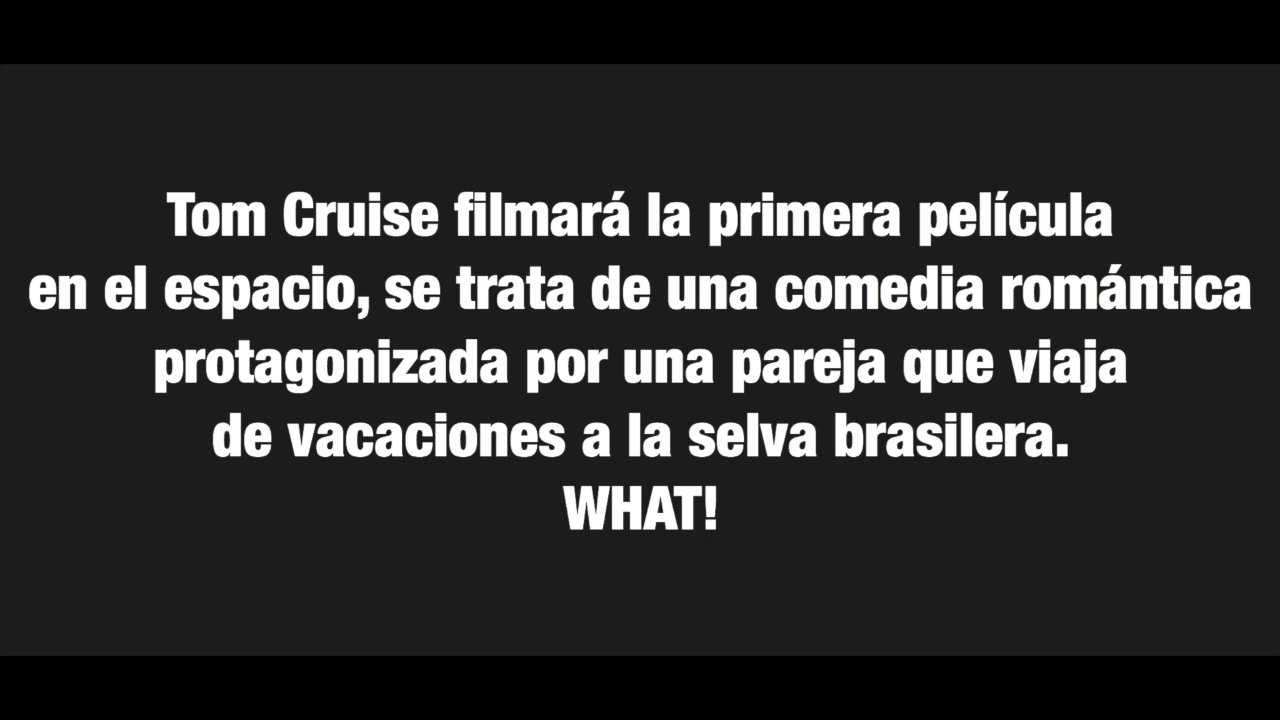 Tom Cruise filmará la primera película
en el espacio, se trata de una comedia romántica
protagonizada por una pareja que viaja
de vacaciones a la selva brasilera.
WHAT!